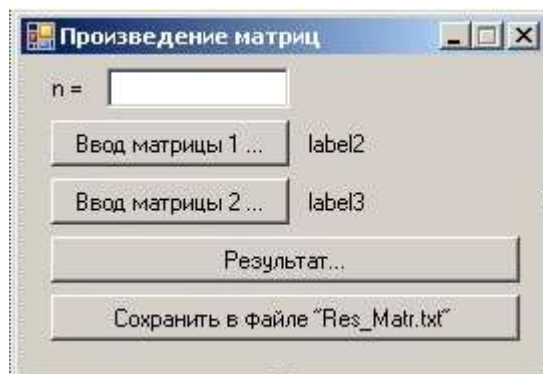 Произведение матриц
n =
Ввод матрицы 1 ... label2
Ввод матрицы 2 ... label3
Результат...
Сохранить в файле "Res_Matr.txt"